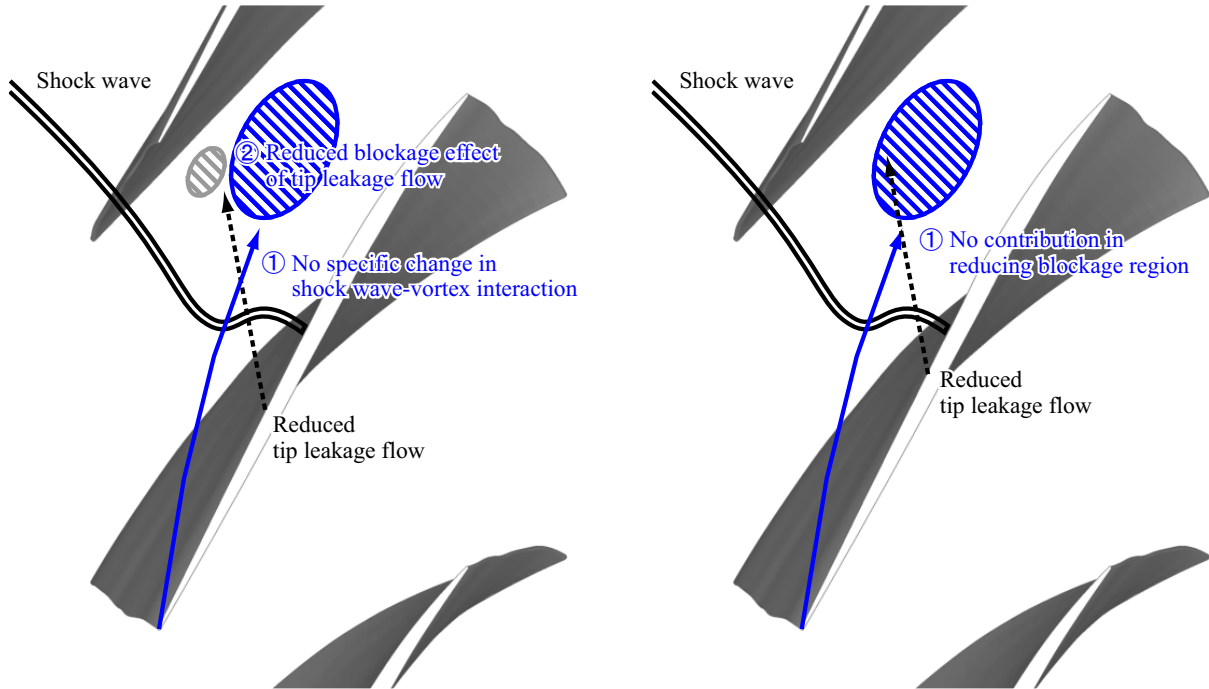 Shock wave
② Reduced blockage effect
of tip leakage flow
① No specific change in
shock wave-vortex interaction
Reduced
tip leakage flow
Shock wave
① No contribution in
reducing blockage region
Reduced
tip leakage flow